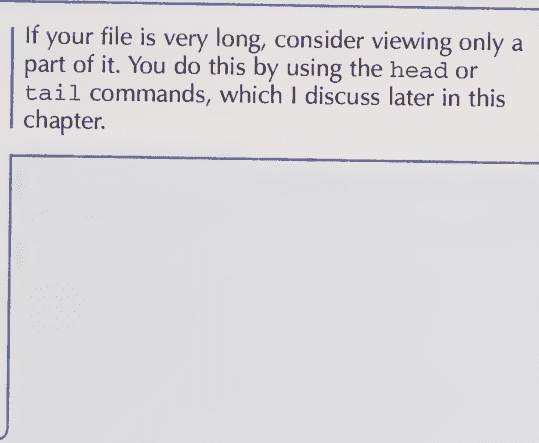 If your file is very long, consider viewing only a
part of it. You do this by using the head or
tail commands, which I discuss later in this
chapter.